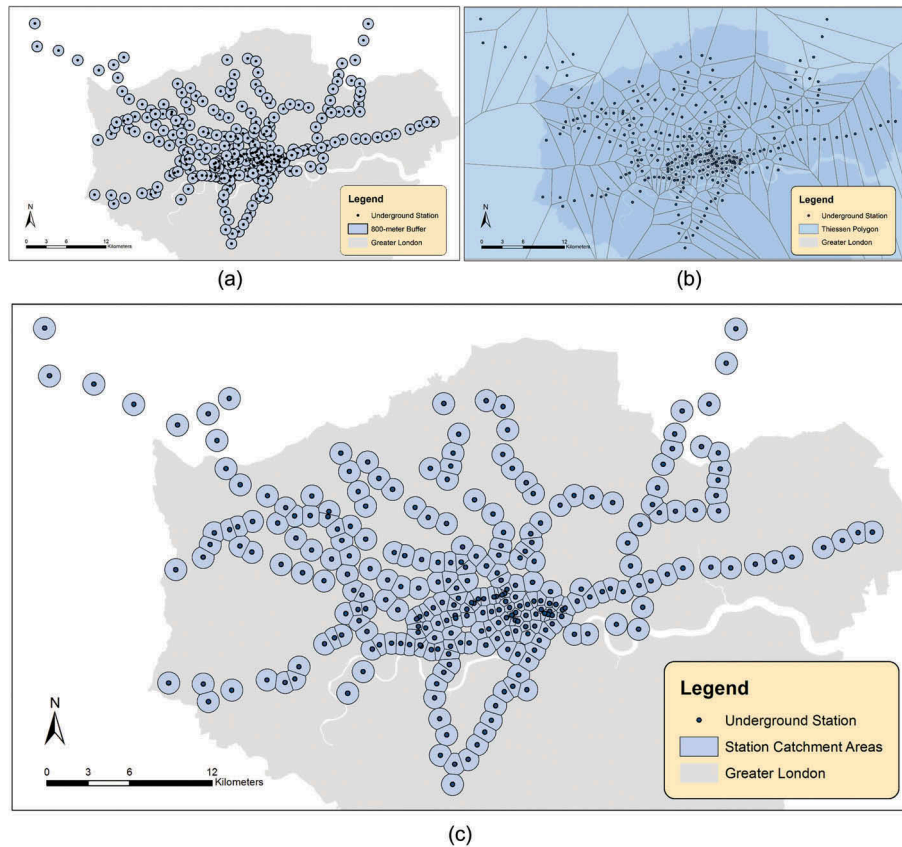 N
0 3 6 12
Kilometers
Legend
Underground Station
800-meter Buffer
Greater London
(a)
N
0 3 6 12
Kilometers
Legend
Underground Station
Thiessen Polygon
Greater London
(b)
N
0 3 6 12
Kilometers
Legend
Underground Station
Station Catchment Areas
Greater London
(c)